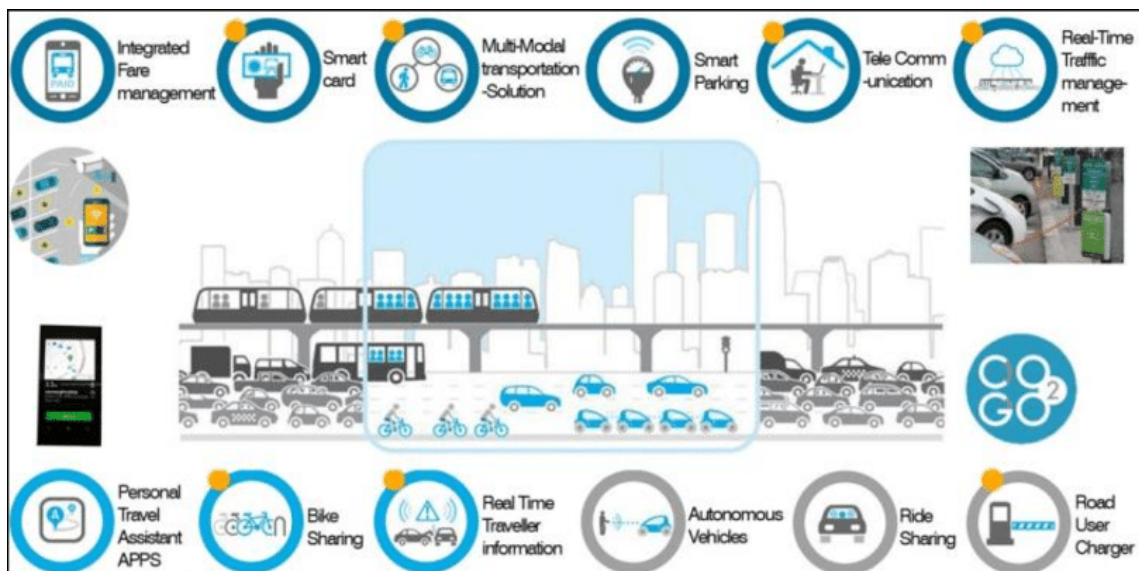 Integrated
Fare
management
PAID
Smart
card
Multi-Modal
transportation
-Solution
Smart
Parking
Tele Comm
-unication
Real-Time
Trafffic
manage-
ment
CO
GO
2
Personal
Travel
Assistant
APPS
A
Bike
Sharing
Real Time
Traveller
information
Autonomous
Vehicles
Ride
Sharing
Road
User
Charger